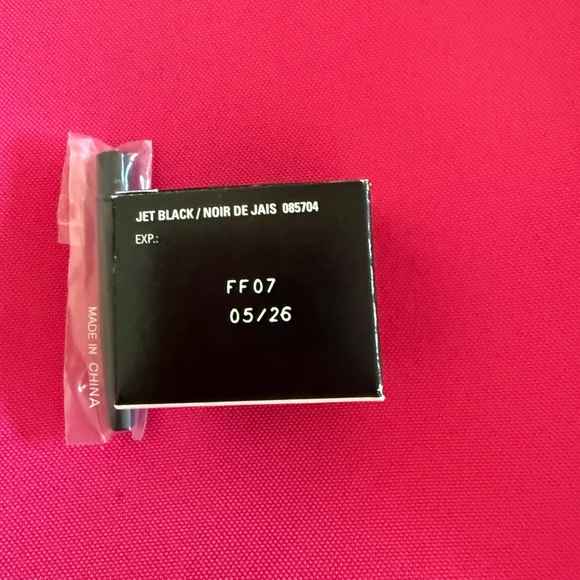 JET BLACK / NOIR DE JAIS 085704
EXP.:
FF07
05/26
MADE IN CHINA